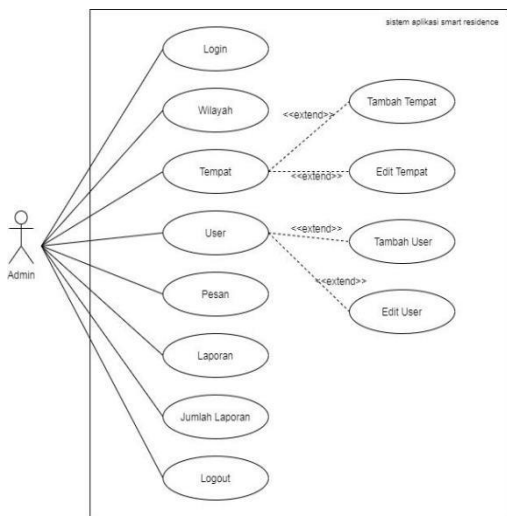 sistem aplikasi smart residence
Login
Wilayah
Tempat
User
Pesan
Laporan
Jumlah Laporan
Logout
Admin
<<extend>>
Tambah Tempat
<<extend>>
Edit Tempat
<<extend>>
Tambah User
<<extend>>
Edit User